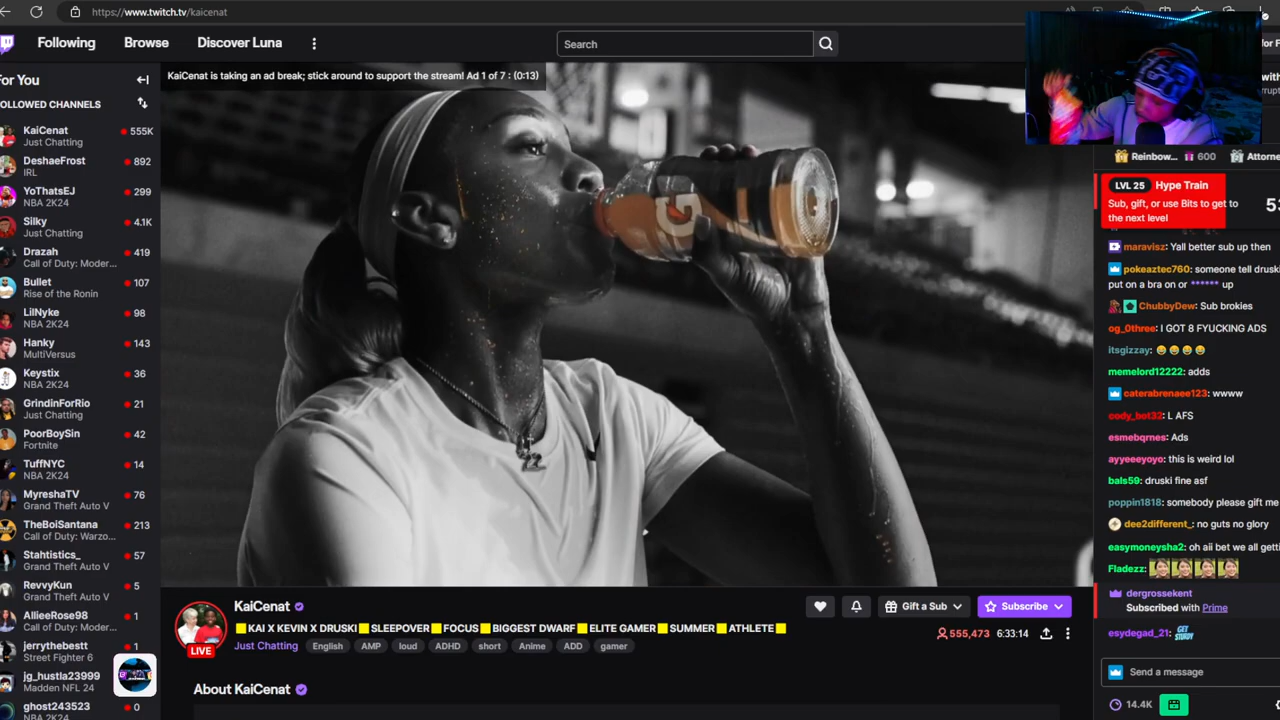 https://www.twitch.tv/kaicenat
Following
Browse
Discover Luna
Search
For You
FOLLOWED CHANNELS
KaiCenat 555K
Just Chatting
DeshaeFrost 892
IRL
YoThatsEJ 299
NBA 2K24
Silky 4.1K
Just Chatting
Drazah 419
Call of Duty: Moder...
Bullet 107
Rise of the Ronin
LilNyke 98
NBA 2K24
Hanky 143
MultiVersus
Keystix 36
NBA 2K24
GrindinForRio 21
Just Chatting
PoorBoySin 42
Fortnite
TuffNYC 14
NBA 2K24
MyreshaTV 76
Grand Theft Auto V
TheBoiSantana 213
Call of Duty: Warzo...
Stahtistics_ 57
Grand Theft Auto V
RevvyKun 5
Grand Theft Auto V
AllieeRose98 1
Call of Duty: Moder...
jerrythebestt 1
Street Fighter 6
jg_hustla23999
Madden NFL 24
ghost243523 0
NBA 2K24
KaiCenat is taking an ad break; stick around to support the stream! Ad 1 of 7 : (0:13)
G
22
LIVE
KaiCenat
KAI X KEVIN X DRUSKI SLEEPOVER FOCUS BIGGEST DWARF ELITE GAMER SUMMER ATHLETE
Just Chatting English AMP loud ADHD short Anime ADD gamer
Gift a Sub
Subscribe
555,473 6:33:14
About KaiCenat
Rainbow... 600 Attorne
LVL 25 Hype Train
Sub, gift, or use Bits to get to
the next level
maravisz: Yall better sub up then
pokeaztec760: someone tell druski
put on a bra on or ****** up
ChubbyDew: Sub brokies
og_0three: I GOT 8 FYUCKING ADS
itsgizzay:
memelord12222: adds
caterabrenaee123: wwww
cody_bot32: L AFS
esmebqrnes: Ads
ayyeeeyoyo: this is weird lol
bals59: druski fine asf
poppin1818: somebody please gift me
dee2different_: no guts no glory
easymoneysha2: oh aii bet we all getti
Fladezz:
dergrossekent
Subscribed with Prime
esydegad_21: GET STUDY
Send a message
14.4K